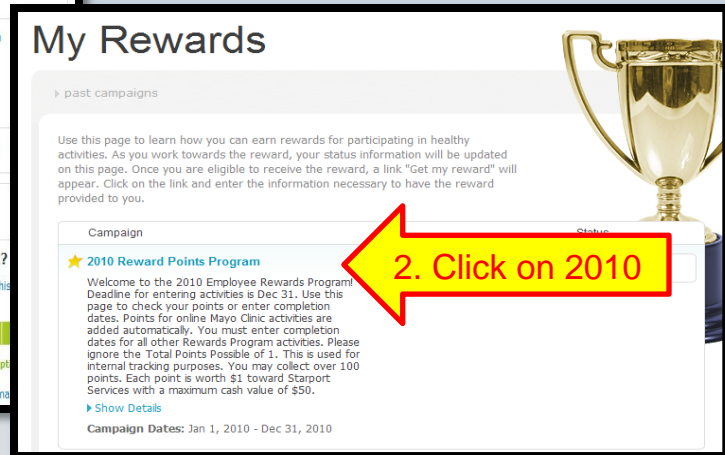 My Rewards
past campaigns
Use this page to learn how you can earn rewards for participating in healthy
activities. As you work towards the reward, your status information will be updated
on this page. Once you are eligible to receive the reward, a link "Get my reward" will
appear. Click on the link and enter the information necessary to have the reward
provided to you.
Campaign
Status
2010 Reward Points Program
2. Click on 2010
Welcome to the 2010 Employee Rewards Program!
Deadline for entering activities is Dec 31. Use this
page to check your points or enter completion
dates. Points for online Mayo Clinic activities are
added automatically. You must enter completion
dates for all other Rewards Program activities. Please
ignore the Total Points Possible of 1. This is used for
internal tracking purposes. You may collect over 100
points. Each point is worth $1 toward Starport
Services with a maximum cash value of $50.
Show Details
Campaign Dates: Jan 1, 2010 - Dec 31, 2010